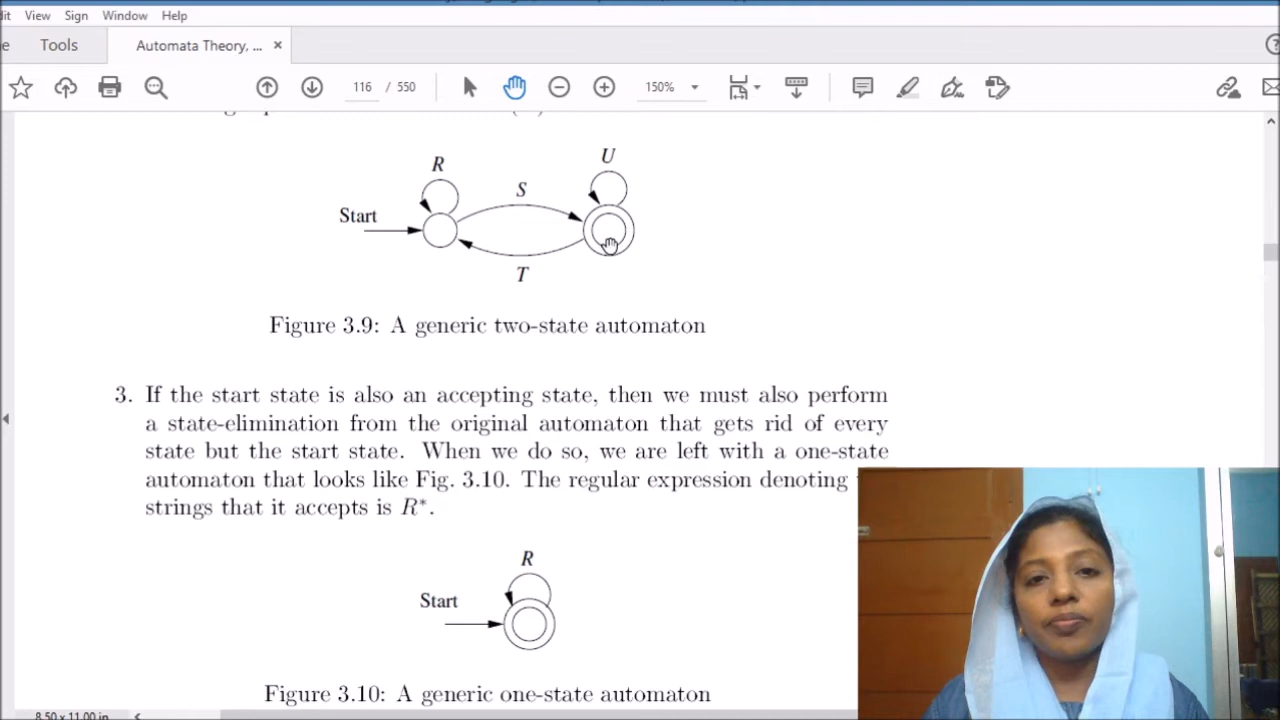 View Sign Window Help
Tools
Automata Theory, ... ×
116 / 550
150%
R
U
S
Start
T
Figure 3.9: A generic two-state automaton
3. If the start state is also an accepting state, then we must also perform
a state-elimination from the original automaton that gets rid of every
state but the start state. When we do so, we are left with a one-state
automaton that looks like Fig. 3.10. The regular expression denoting
strings that it accepts is R*.
R
Start
Figure 3.10: A generic one-state automaton
8.50 x 11.00 in